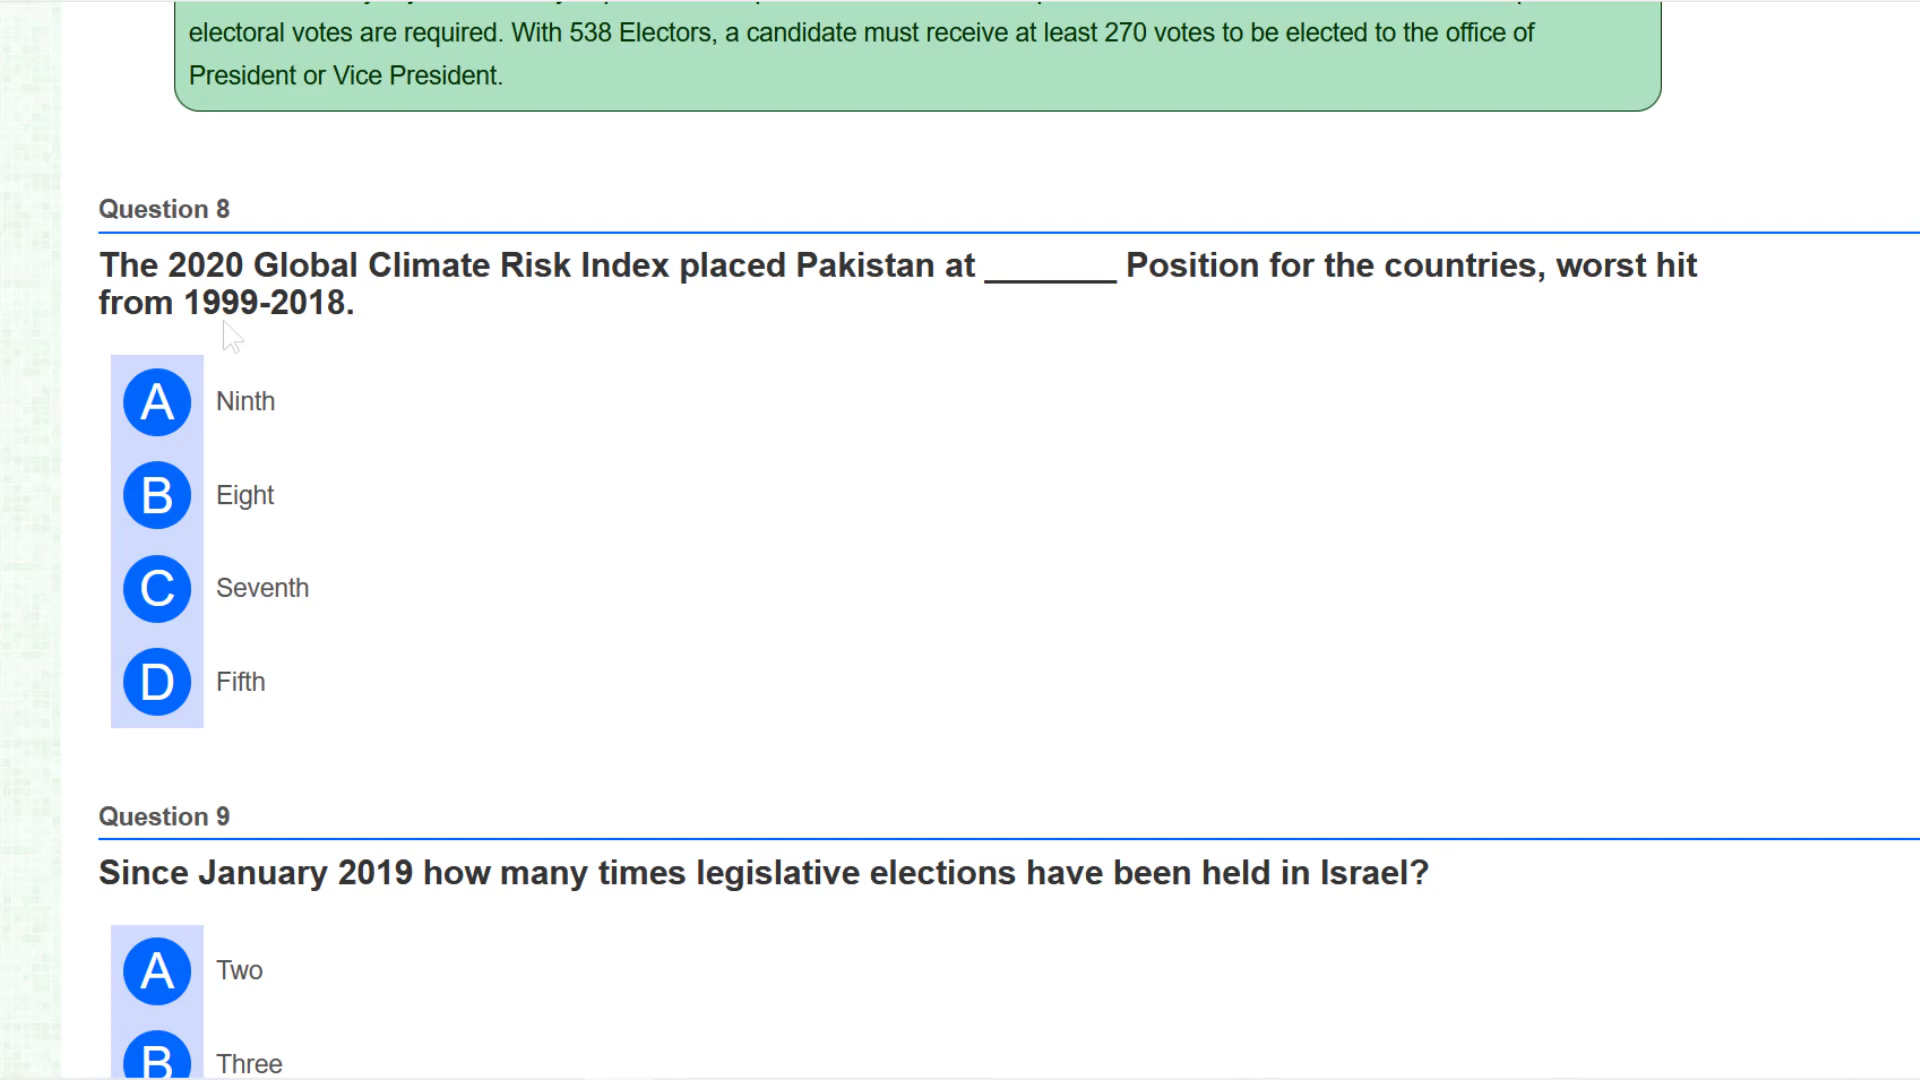 electoral votes are required. With 538 Electors, a candidate must receive at least 270 votes to be elected to the office of
President or Vice President.
Question 8
The 2020 Global Climate Risk Index placed Pakistan at _______ Position for the countries, worst hit
from 1999-2018.
A Ninth
B Eight
C Seventh
D Fifth
Question 9
Since January 2019 how many times legislative elections have been held in Israel?
A Two
B Three